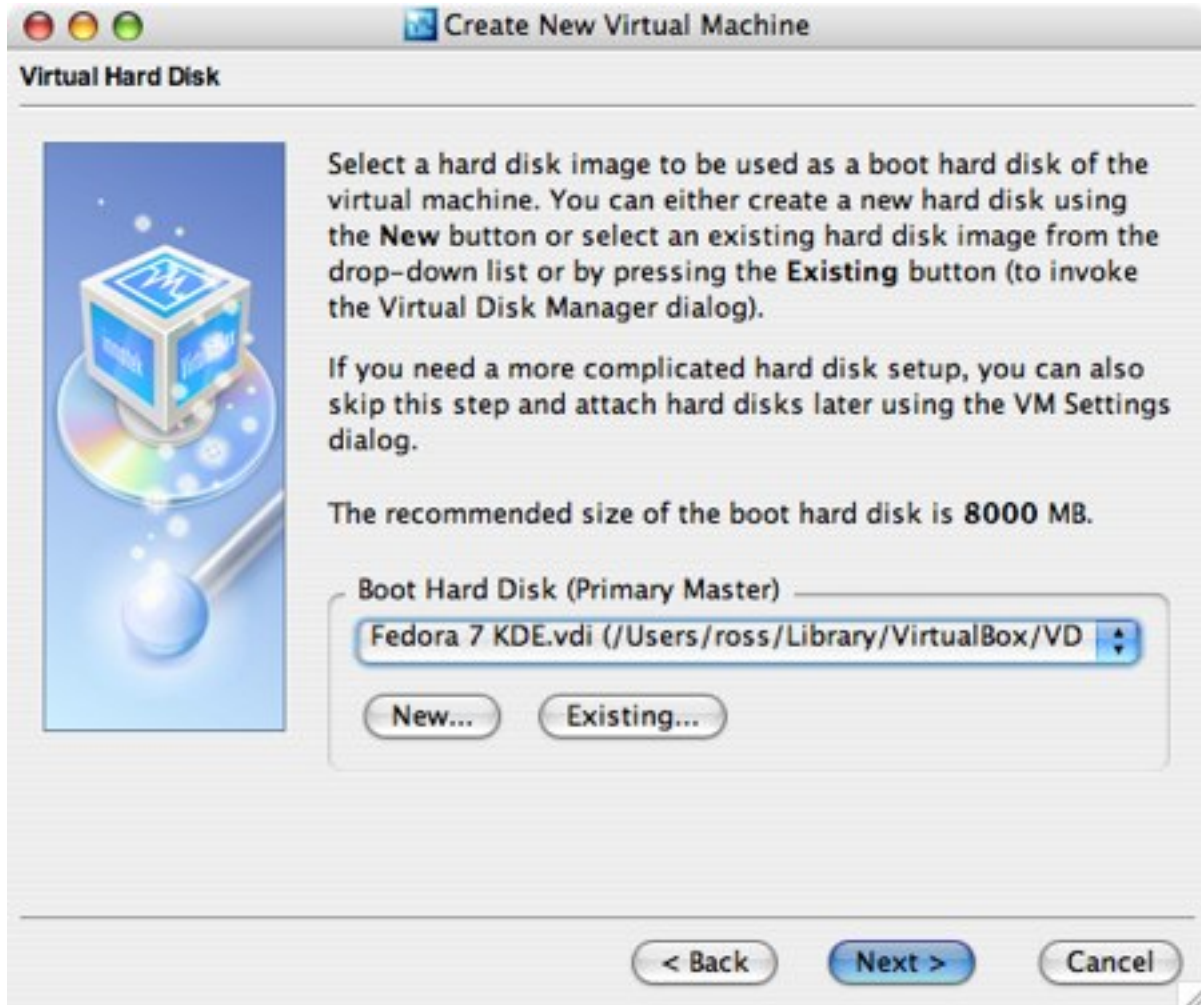 Create New Virtual Machine
Virtual Hard Disk
Select a hard disk image to be used as a boot hard disk of the
virtual machine. You can either create a new hard disk using
the New button or select an existing hard disk image from the
drop-down list or by pressing the Existing button (to invoke
the Virtual Disk Manager dialog).
If you need a more complicated hard disk setup, you can also
skip this step and attach hard disks later using the VM Settings
dialog.
The recommended size of the boot hard disk is 8000 MB.
Boot Hard Disk (Primary Master)
Fedora 7 KDE.vdi (/Users/ross/Library/VirtualBox/VD
New...
Existing...
< Back
Next >
Cancel
innotek